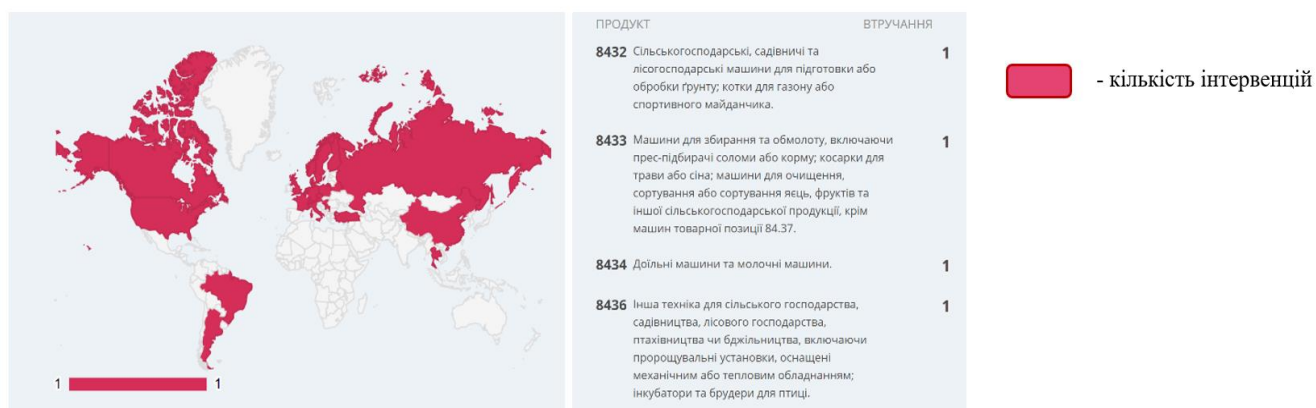 ПРОДУКТ ВТРУЧАННЯ
8432 Сільськогосподарські, садівничі та 1
лісогосподарські машини для підготовки або
обробки ґрунту; котки для газону або
спортивного майданчика.
8433 Машини для збирання та обмолоту, включаючи 1
прес-підбирачі соломи або корму; косарки для
трави або сіна; машини для очищення,
сортування або сортування яєць, фруктів та
іншої сільськогосподарської продукції, крім
машин товарної позиції 84.37.
8434 Доїльні машини та молочні машини. 1
8436 Інша техніка для сільського господарства, 1
садівництва, лісового господарства,
птахівництва чи бджільництва, включаючи
пророщувальні установки, оснащені
механічним або тепловим обладнанням;
інкубатори та брудери для птиці.
1 1
- кількість інтервенцій